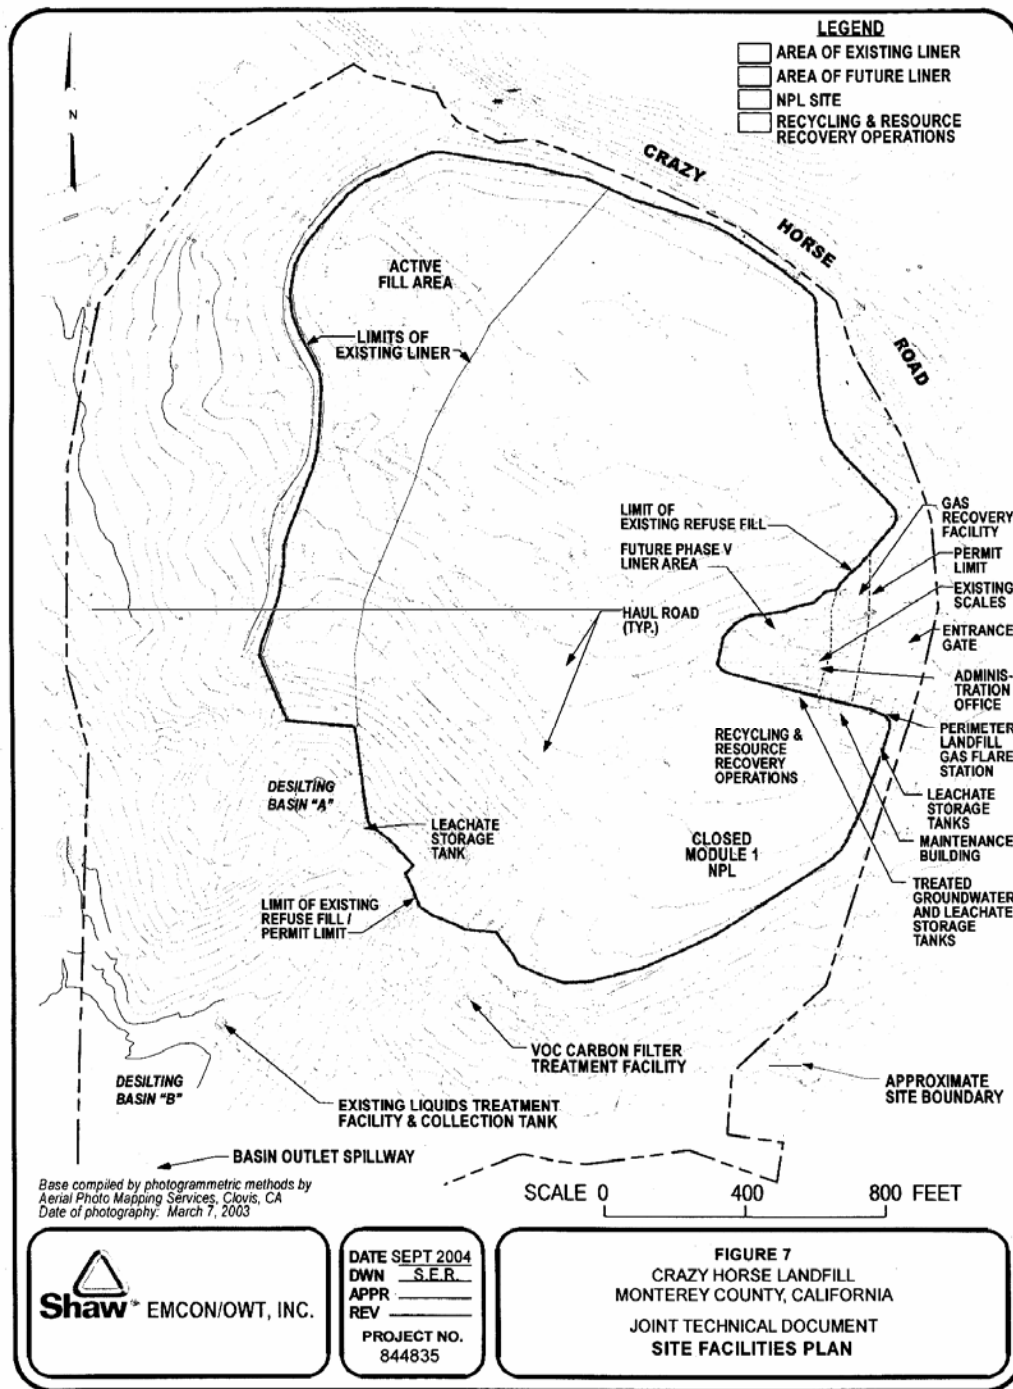 LEGEND
AREA OF EXISTING LINER
AREA OF FUTURE LINER
NPL SITE
RECYCLING & RESOURCE
RECOVERY OPERATIONS
N
CRAZY
HORSE
ROAD
ACTIVE
FILL AREA
LIMITS OF
EXISTING LINER
LIMIT OF
EXISTING REFUSE FILL
FUTURE PHASE V
LINER AREA
GAS
RECOVERY
FACILITY
PERMIT
LIMIT
EXISTING
SCALES
HAUL ROAD
(TYP.)
ENTRANCE
GATE
ADMINIS-
TRATION
OFFICE
RECYCLING &
RESOURCE
RECOVERY
OPERATIONS
PERIMETER
LANDFILL
GAS FLARE
STATION
DESILTING
BASIN "A"
LEACHATE
STORAGE
TANK
LEACHATE
STORAGE
TANKS
CLOSED
MODULE 1
NPL
MAINTENANCE
BUILDING
LIMIT OF EXISTING
REFUSE FILL /
PERMIT LIMIT
TREATED
GROUNDWATER
AND LEACHATE
STORAGE
TANKS
VOC CARBON FILTER
TREATMENT FACILITY
DESILTING
BASIN "B"
EXISTING LIQUIDS TREATMENT
FACILITY & COLLECTION TANK
APPROXIMATE
SITE BOUNDARY
BASIN OUTLET SPILLWAY
Base compiled by photogrammetric methods by
Aerial Photo Mapping Services, Clovis, CA
Date of photography: March 7, 2003
SCALE 0 400 800 FEET
Shaw EMCON/OWT, INC.
DATE SEPT 2004
DWN S.E.R.
APPR
REV
PROJECT NO.
844835
FIGURE 7
CRAZY HORSE LANDFILL
MONTEREY COUNTY, CALIFORNIA
JOINT TECHNICAL DOCUMENT
SITE FACILITIES PLAN